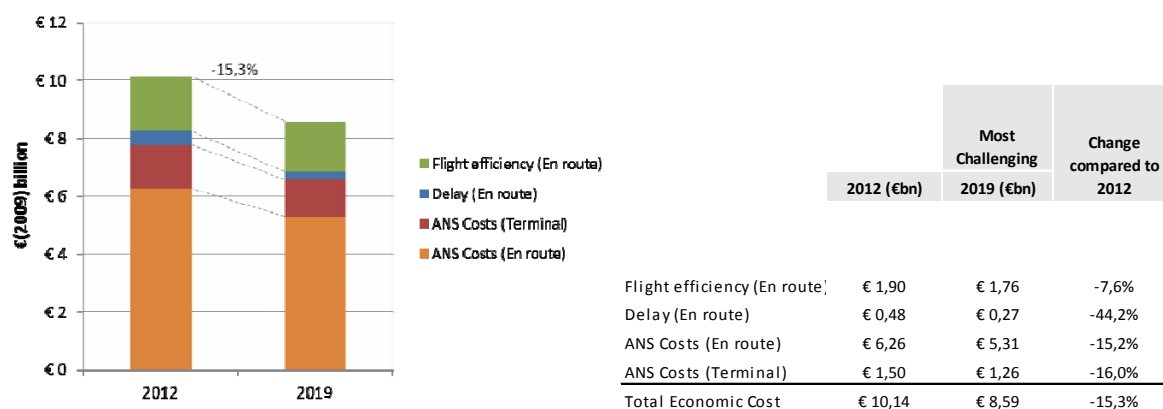 € 12
€ 10
€ 8
€ 6
€ 4
€ 2
€ 0
€(2009) billion
-15,3%
2012
2019
Flight efficiency (En route)
Delay (En route)
ANS Costs (Terminal)
ANS Costs (En route)
2012 (€bn)
Most
Challenging
2019 (€bn)
Change
compared to
2012
Flight efficiency (En route)  € 1,90  € 1,76  -7,6%
Delay (En route)  € 0,48  € 0,27  -44,2%
ANS Costs (En route)  € 6,26  € 5,31  -15,2%
ANS Costs (Terminal)  € 1,50  € 1,26  -16,0%
Total Economic Cost  € 10,14  € 8,59  -15,3%